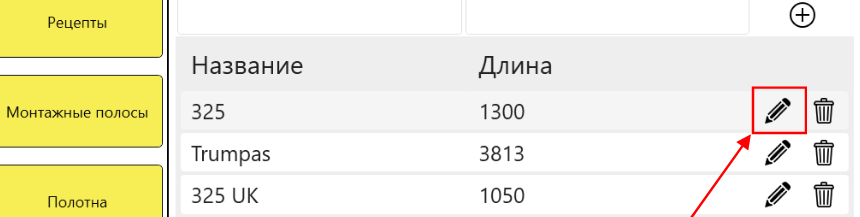 Рецепты
Монтажные полосы
Полотна
Название Длина
325 1300
Trumpas 3813
325 UK 1050